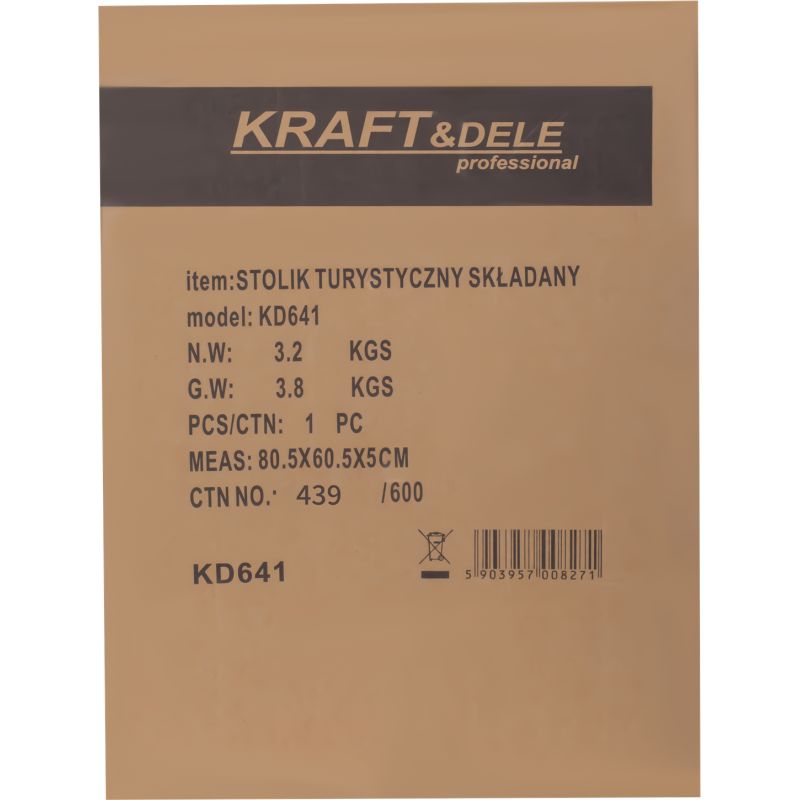 KRAFT&DELE
professional
item:STOLIK TURYSTYCZNY SKŁADANY
model: KD641
N.W: 3.2 KGS
G.W: 3.8 KGS
PCS/CTN: 1 PC
MEAS: 80.5X60.5X5CM
CTN NO.· 439 /600
KD641
5 903957 008271